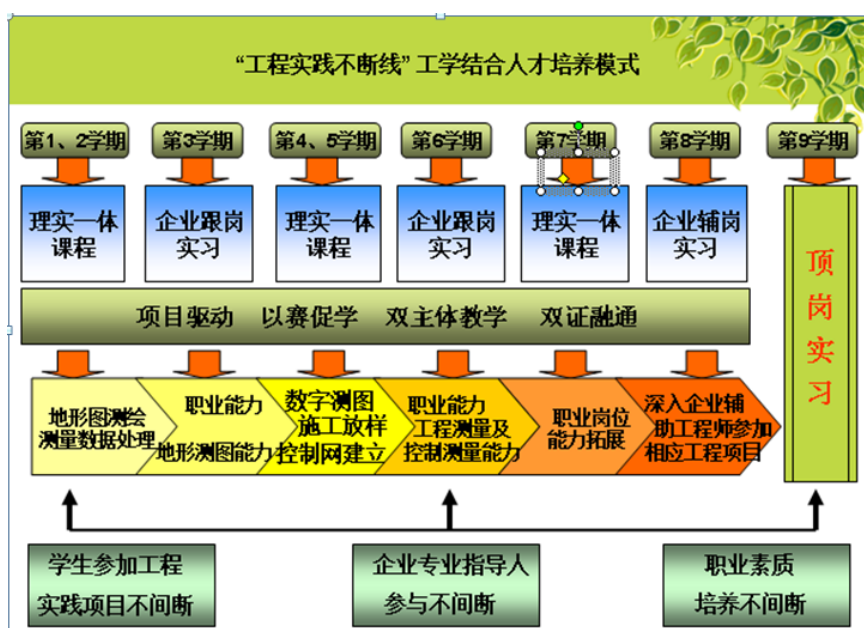 “工程实践不断线” 工学结合人才培养模式
第1、2学期
第3学期
第4、5学期
第6学期
第7学期
第8学期
第9学期
理实一体
课程
企业跟岗
实习
理实一体
课程
企业跟岗
实习
理实一体
课程
企业辅岗
实习
顶
岗
实
习
项目驱动 以赛促学 双主体教学 双证融通
地形图测绘
测量数据处理
职业能力
地形测图能力
数字测图
施工放样
控制网建立
职业能力
工程测量及
控制测量能力
职业岗位
能力拓展
深入企业辅
助工程师参加
相应工程项目
学生参加工程
实践项目不间断
企业专业指导人
参与不间断
职业素质
培养不间断